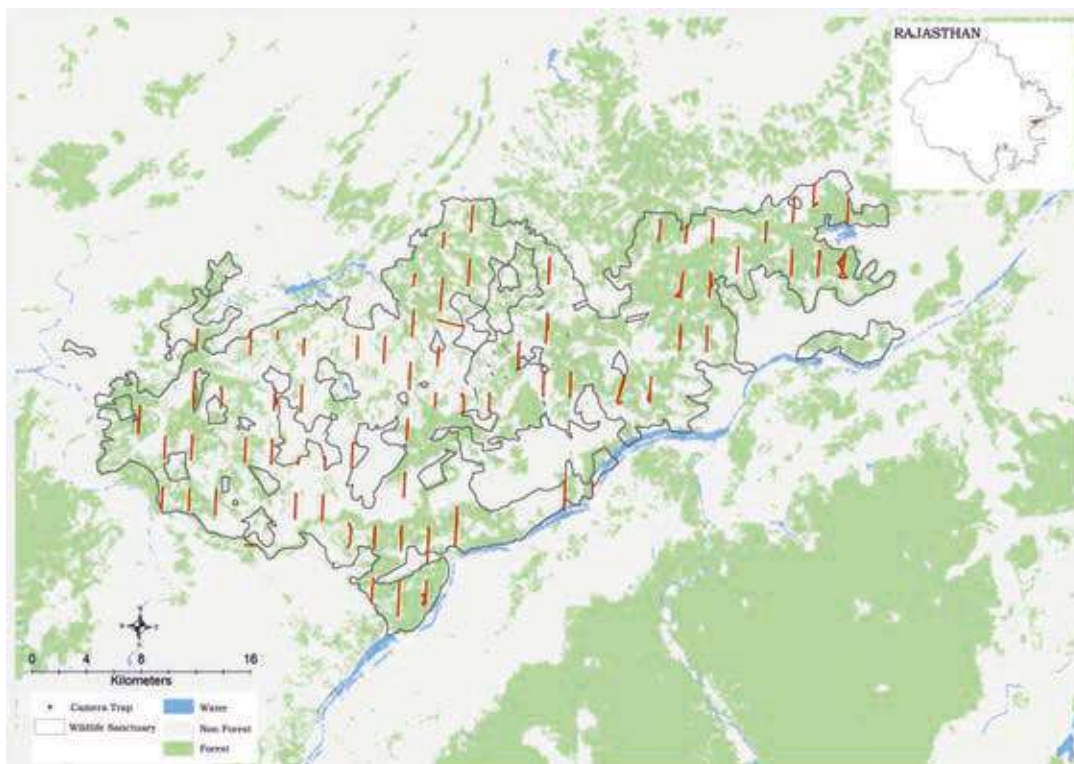 RAJASTHAN
0 4 8 16
Kilometers
Camera Trap
Wildlife Sanctuary
Water
Non Forest
Forest